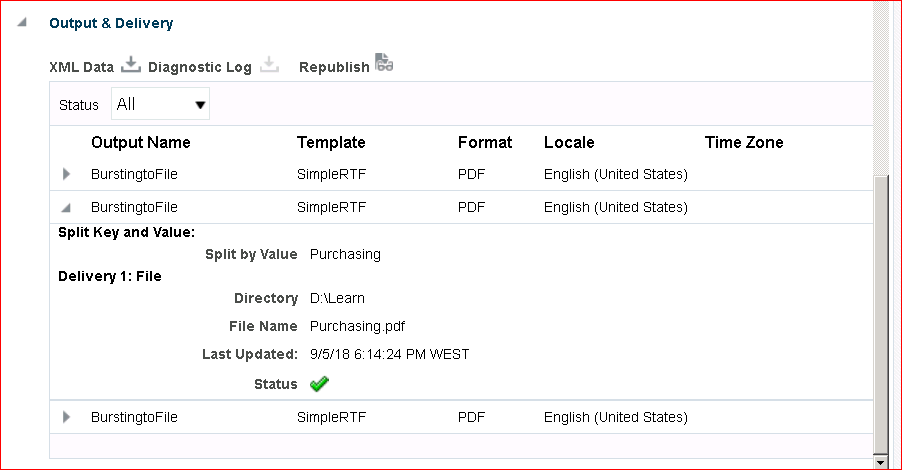 Output & Delivery
XML Data Diagnostic Log Republish
Status All
Output Name Template Format Locale Time Zone
BurstingtoFile SimpleRTF PDF English (United States)
BurstingtoFile SimpleRTF PDF English (United States)
Split Key and Value:
Split by Value Purchasing
Delivery 1: File
Directory D:\Learn
File Name Purchasing.pdf
Last Updated: 9/5/18 6:14:24 PM WEST
Status
BurstingtoFile SimpleRTF PDF English (United States)